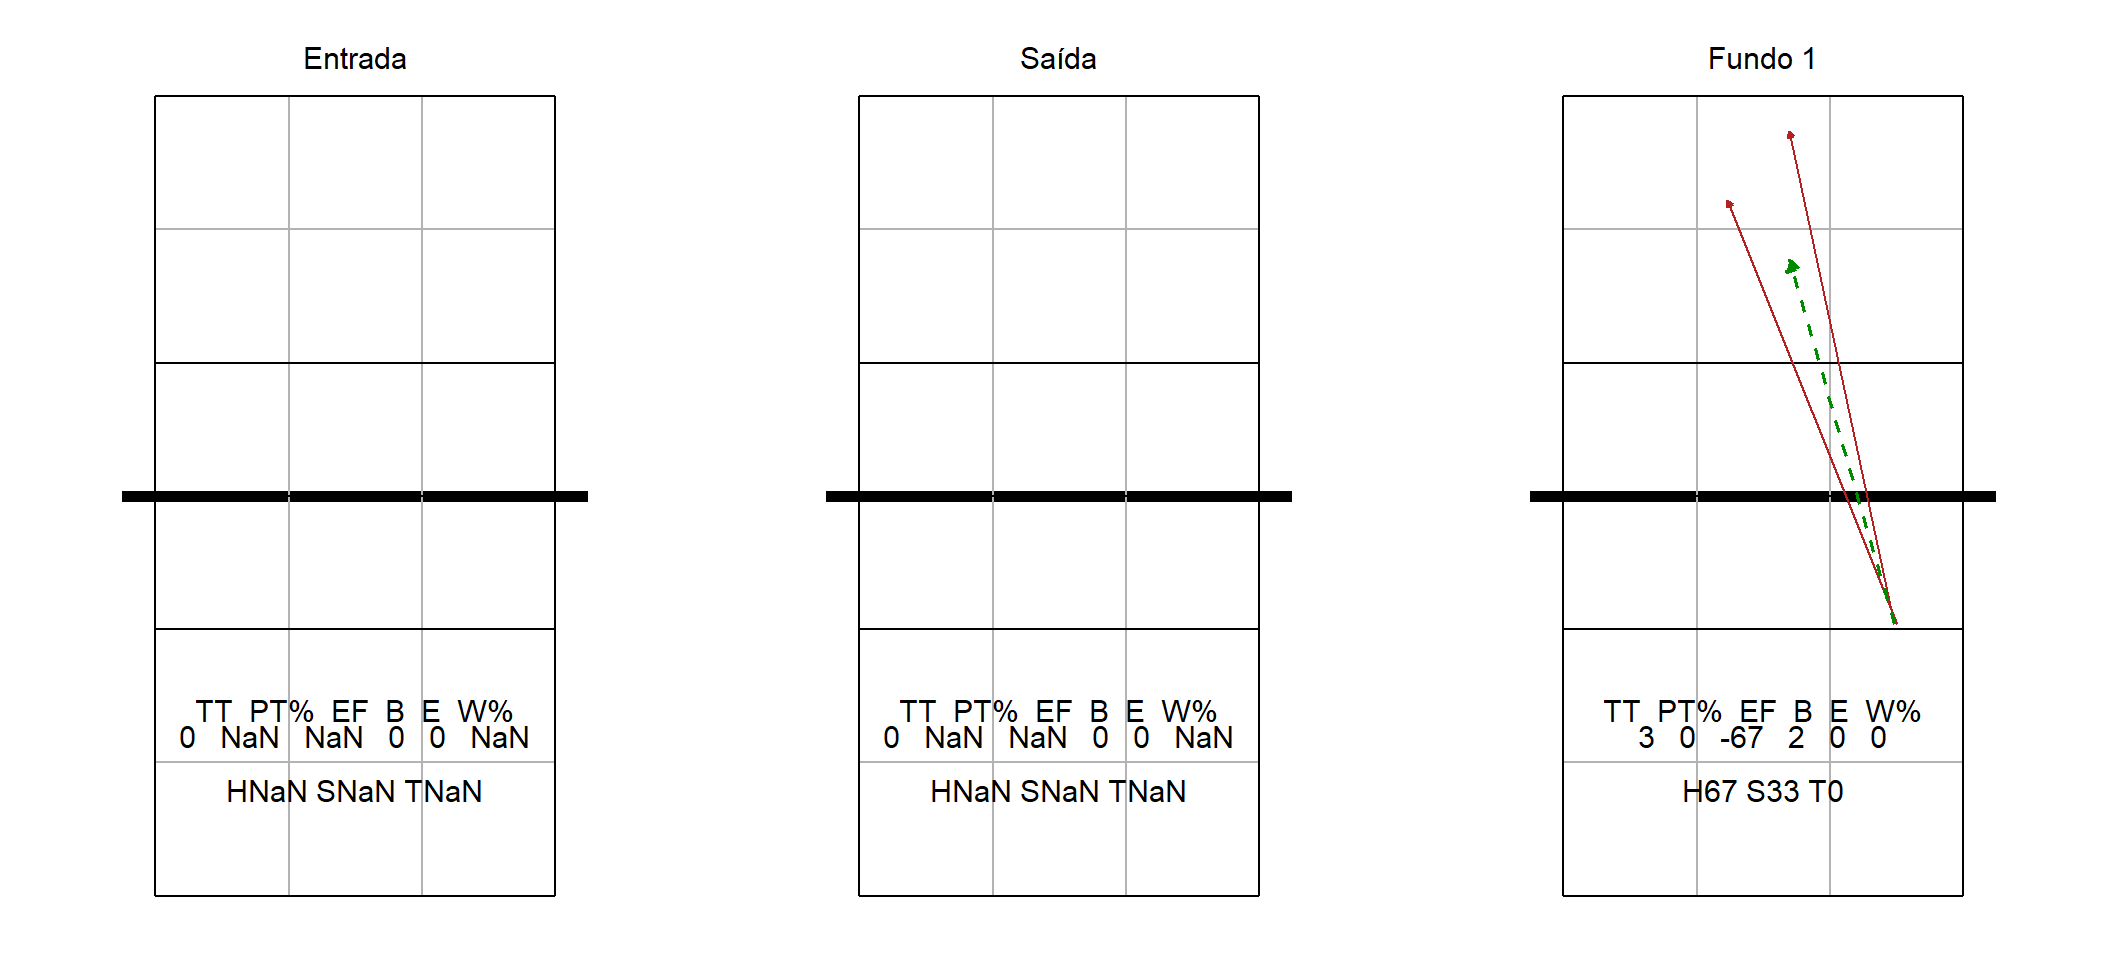 Entrada
TT PT% EF B E W%
0 NaN NaN 0 0 NaN
HNaN SNaN TNaN
Saída
TT PT% EF B E W%
0 NaN NaN 0 0 NaN
HNaN SNaN TNaN
Fundo 1
TT PT% EF B E W%
3 0 -67 2 0 0
H67 S33 T0